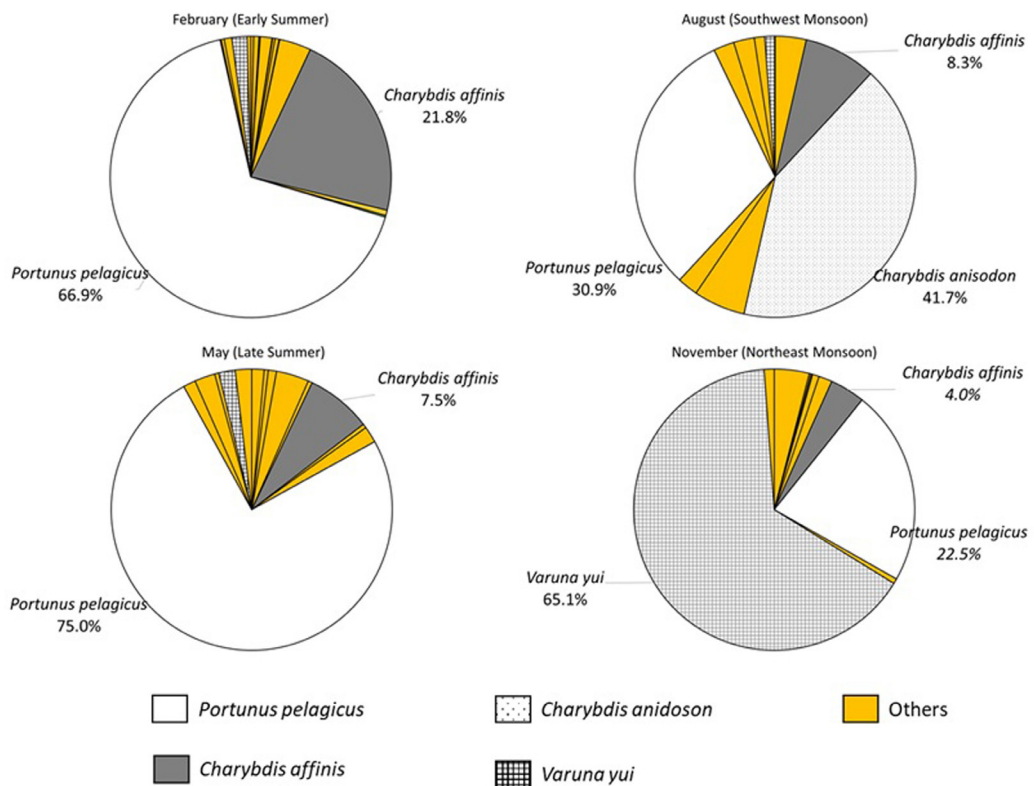 February (Early Summer)
Charybdis affinis
21.8%
Portunus pelagicus
66.9%
August (Southwest Monsoon)
Charybdis affinis
8.3%
Portunus pelagicus
30.9%
Charybdis anisodon
41.7%
May (Late Summer)
Charybdis affinis
7.5%
Portunus pelagicus
75.0%
November (Northeast Monsoon)
Charybdis affinis
4.0%
Portunus pelagicus
22.5%
Varuna yui
65.1%
Portunus pelagicus
Charybdis anidoson
Others
Charybdis affinis
Varuna yui